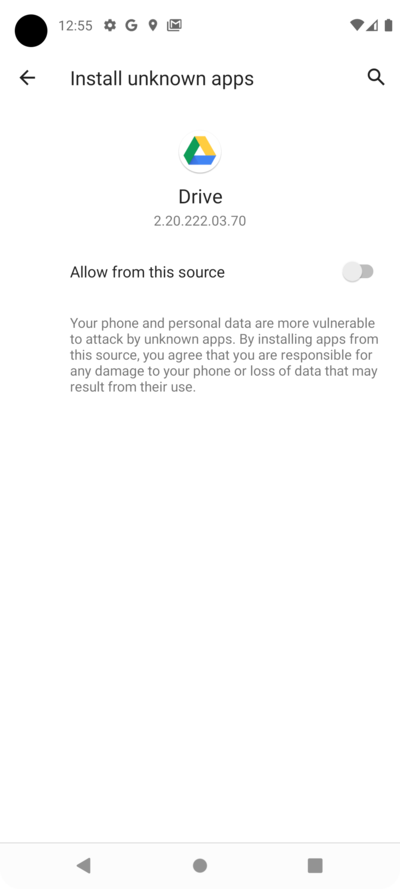 12:55
Install unknown apps
Drive
2.20.222.03.70
Allow from this source
Your phone and personal data are more vulnerable
to attack by unknown apps. By installing apps from
this source, you agree that you are responsible for
any damage to your phone or loss of data that may
result from their use.